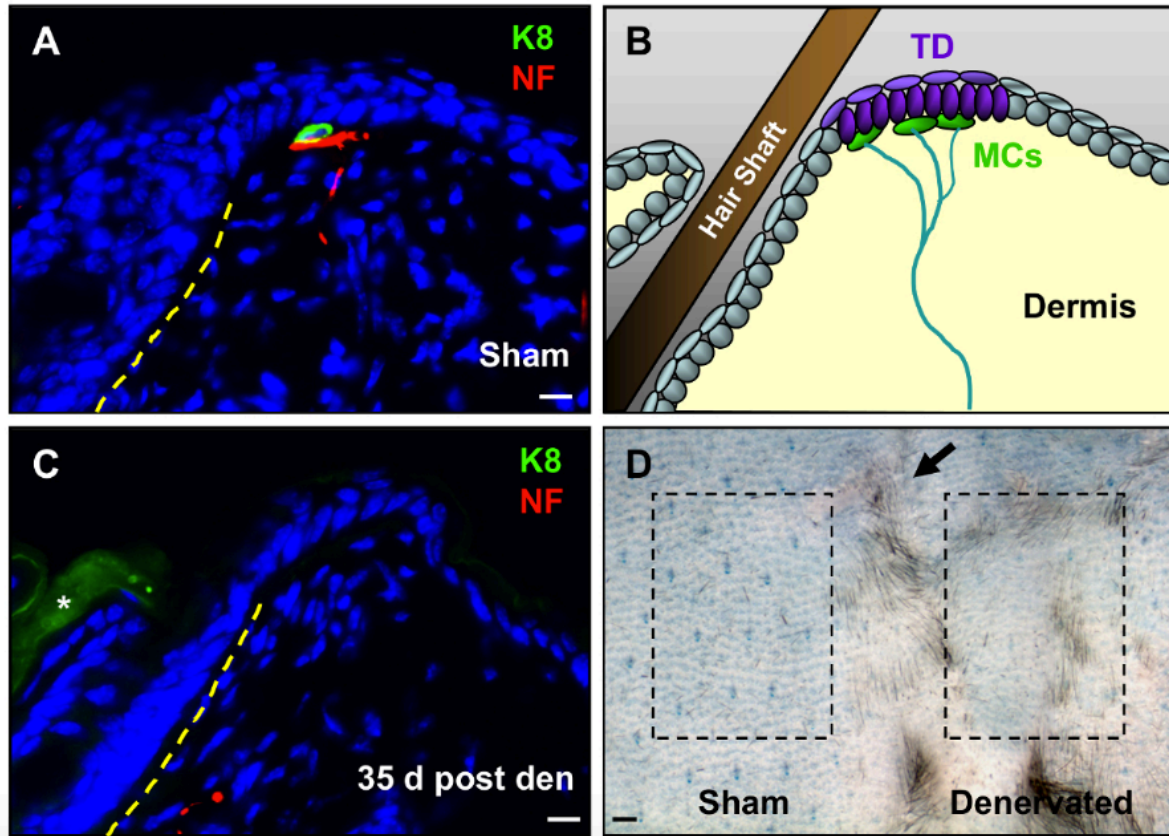 A
K8
NF
Sham
B
TD
MCs
Hair Shaft
Dermis
C
K8
NF
*
35 d post den
D
Sham
Denervated